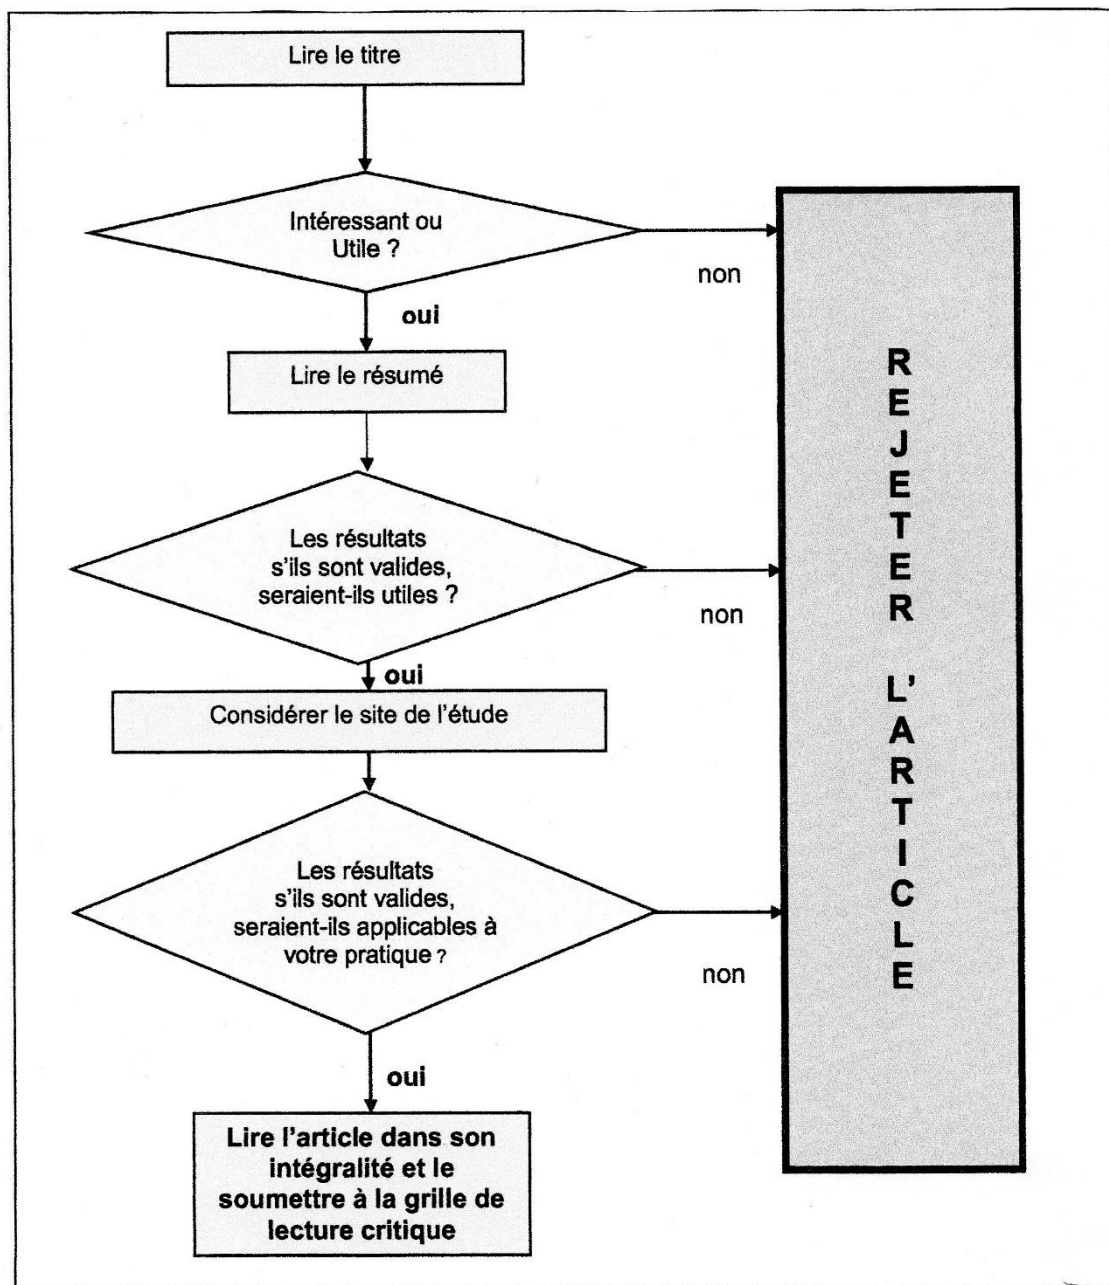 Lire le titre
Intéressant ou
Utile ?
non
oui
Lire le résumé
Les résultats
s'ils sont valides,
seraient-ils utiles ?
non
oui
Considérer le site de l'étude
Les résultats
s'ils sont valides,
seraient-ils applicables à
votre pratique ?
non
oui
Lire l'article dans son
intégralité et le
soumettre à la grille de
lecture critique
R
E
J
E
T
E
R
L'
A
R
T
I
C
L
E